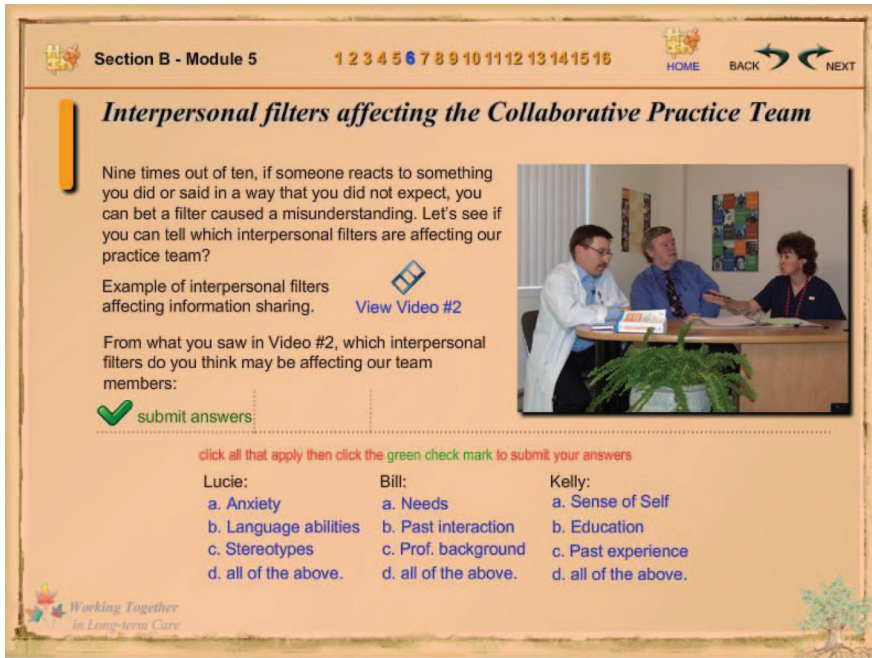 Section B - Module 5
1 2 3 4 5 6 7 8 9 10 11 12 13 14 15 16
HOME
BACK
NEXT
Interpersonal filters affecting the Collaborative Practice Team
Nine times out of ten, if someone reacts to something
you did or said in a way that you did not expect, you
can bet a filter caused a misunderstanding. Let's see if
you can tell which interpersonal filters are affecting our
practice team?
Example of interpersonal filters
affecting information sharing.
View Video #2
From what you saw in Video #2, which interpersonal
filters do you think may be affecting our team
members:
submit answers
click all that apply then click the green check mark to submit your answers
Lucie:
a. Anxiety
b. Language abilities
c. Stereotypes
d. all of the above.
Bill:
a. Needs
b. Past interaction
c. Prof. background
d. all of the above.
Kelly:
a. Sense of Self
b. Education
c. Past experience
d. all of the above.
Working Together
in Long-term Care